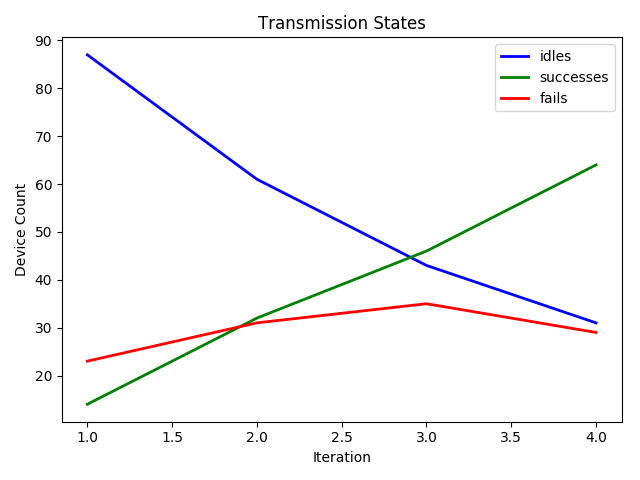 Transmission States
idles
successes
fails
Device Count
90
80
70
60
50
40
30
20
1.0 1.5 2.0 2.5 3.0 3.5 4.0
Iteration